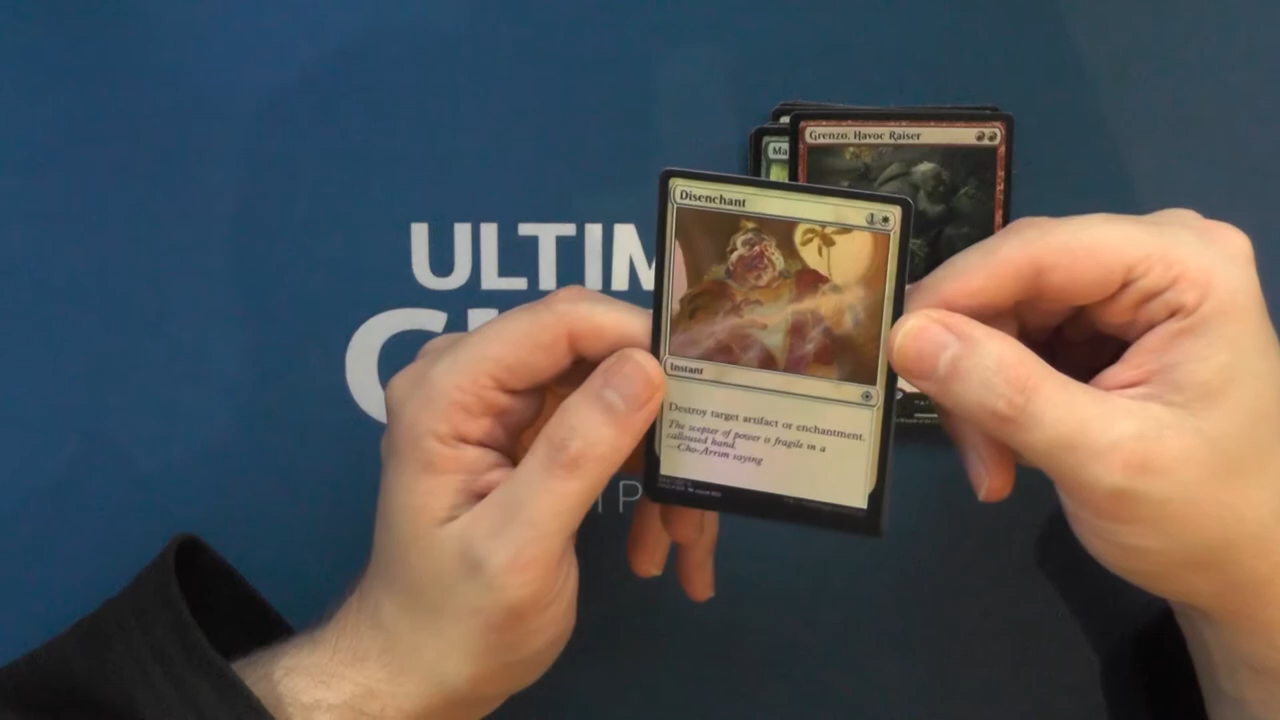 Grenzo, Havoc Raiser
Ma
Disenchant
1
ULTIM
Instant
Destroy target artifact or enchantment.
The scepter of power is fragile in a
calloused hand.
—Cho-Arrim saying